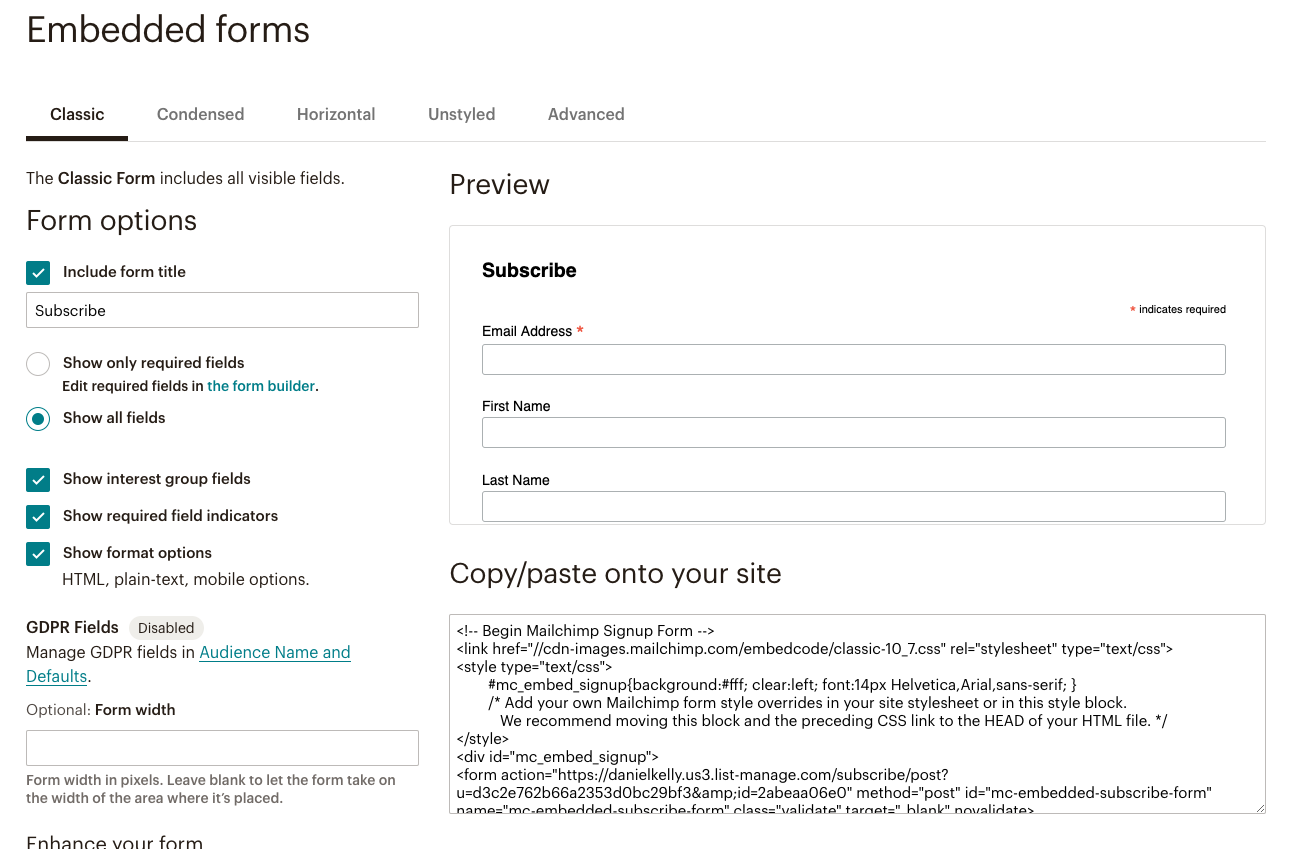 Embedded forms
Classic
Condensed
Horizontal
Unstyled
Advanced
The Classic Form includes all visible fields.
Form options
Include form title
Subscribe
Show only required fields
Edit required fields in the form builder.
Show all fields
Show interest group fields
Show required field indicators
Show format options
HTML, plain-text, mobile options.
GDPR Fields Disabled
Manage GDPR fields in Audience Name and
Defaults.
Optional: Form width
Form width in pixels. Leave blank to let the form take on
the width of the area where it's placed.
Enhance your form
Preview
Subscribe
* indicates required
Email Address *
First Name
Last Name
Copy/paste onto your site
<!-- Begin Mailchimp Signup Form -->
<link href="//cdn-images.mailchimp.com/embedcode/classic-10_7.css" rel="stylesheet" type="text/css">
<style type="text/css">
#mc_embed_signup{background:#fff; clear:left; font:14px Helvetica,Arial,sans-serif; }
/* Add your own Mailchimp form style overrides in your site stylesheet or in this style block.
We recommend moving this block and the preceding CSS link to the HEAD of your HTML file. */
</style>
<div id="mc_embed_signup">
<form action="https://danielkelly.us3.list-manage.com/subscribe/post?
u=d3c2e762b66a2353d0bc29bf3&amp;id=2abeaa06e0" method="post" id="mc-embedded-subscribe-form"
name="mc-embedded-subscribe-form" class="validate" target="_blank" novalidate>